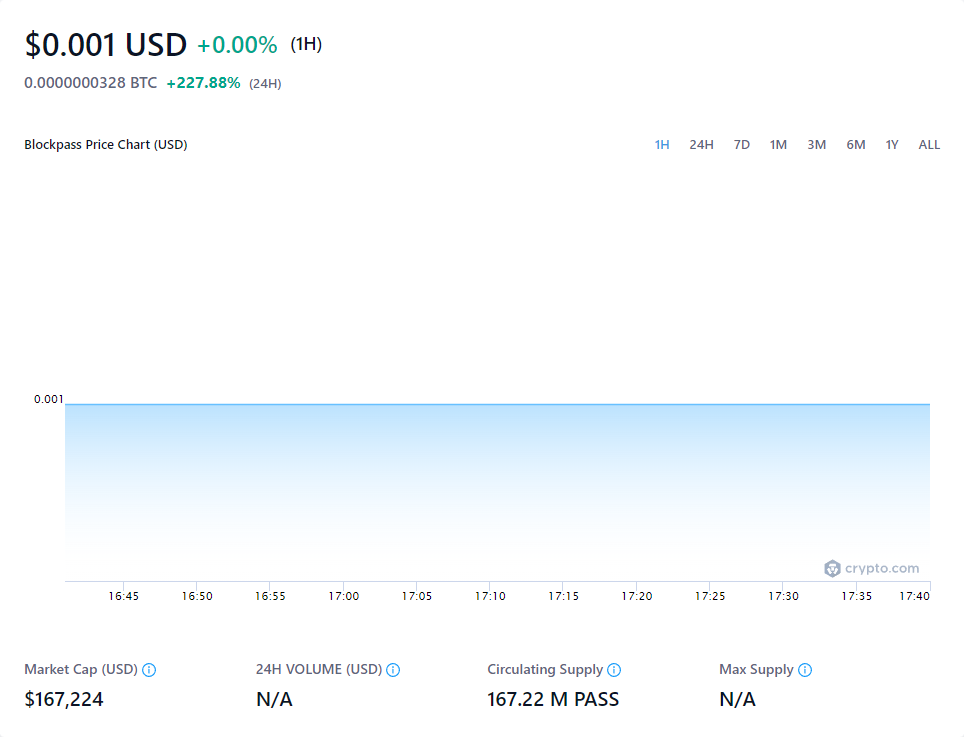 $0.001 USD +0.00% (1H)
0.0000000328 BTC +227.88% (24H)
Blockpass Price Chart (USD) 1H 24H 7D 1M 3M 6M 1Y ALL
0.001
crypto.com
16:45 16:50 16:55 17:00 17:05 17:10 17:15 17:20 17:25 17:30 17:35 17:40
Market Cap (USD) 24H VOLUME (USD) Circulating Supply Max Supply
$167,224 N/A 167.22 M PASS N/A